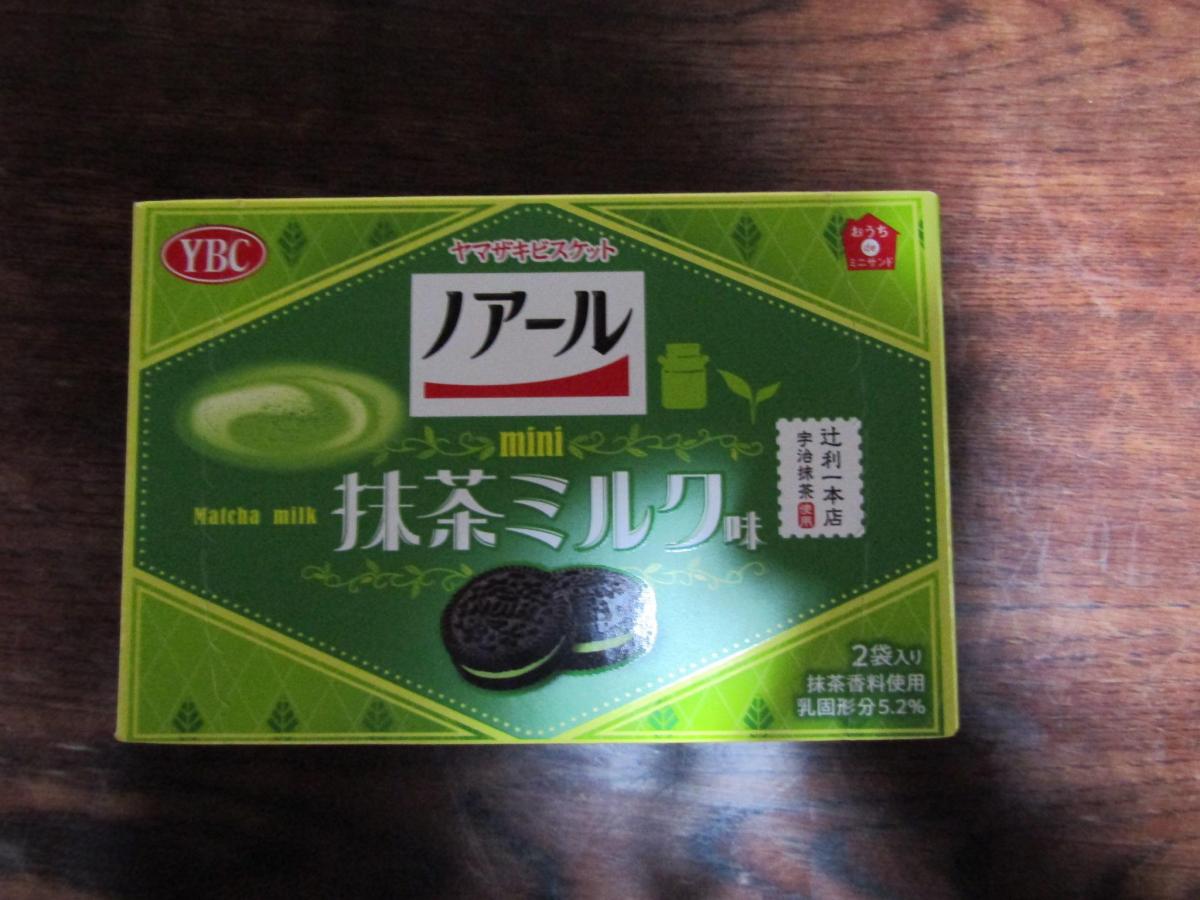 YBC
ヤマザキビスケット
おうち
de
ミニサンド
ノアール
mini
Matcha milk
抹茶ミルク味
辻利一本店
宇治抹茶使用
2袋入り
抹茶香料使用
乳固形分5.2%